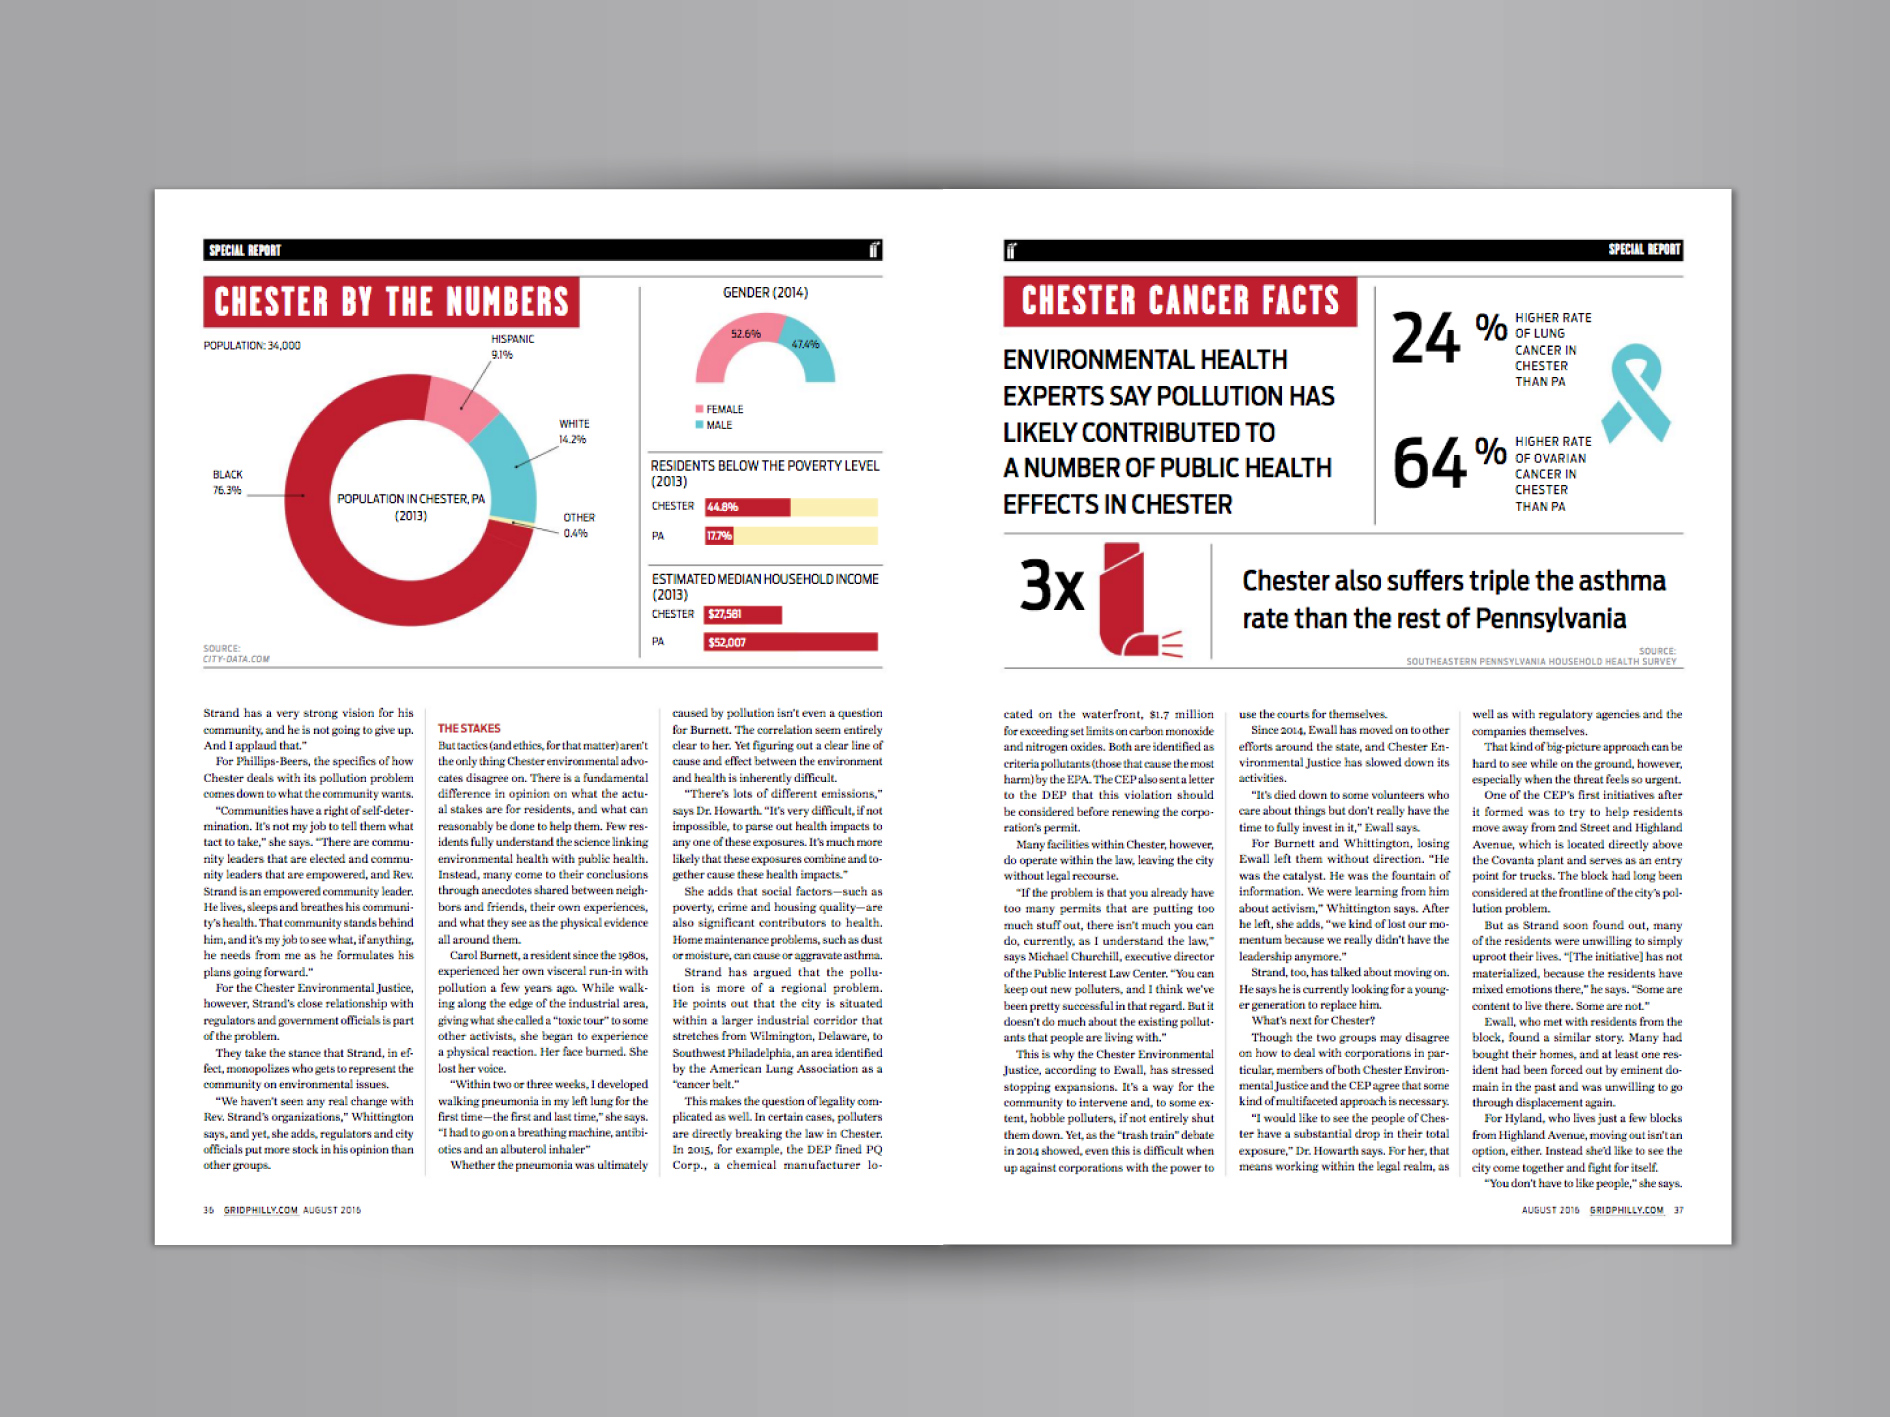 SPECIAL REPORT
CHESTER BY THE NUMBERS
POPULATION: 34,000
HISPANIC
9.1%
WHITE
14.2%
BLACK
76.3%
POPULATION IN CHESTER, PA
(2013)
OTHER
0.4%
SOURCE:
CITY-DATA.COM
GENDER (2014)
52.6%
47.4%
FEMALE
MALE
RESIDENTS BELOW THE POVERTY LEVEL
(2013)
CHESTER 44.8%
PA 17.7%
ESTIMATED MEDIAN HOUSEHOLD INCOME
(2013)
CHESTER $27,581
PA $52,007
Strand has a very strong vision for his
community, and he is not going to give up.
And I applaud that."
For Phillips-Beers, the specifics of how
Chester deals with its pollution problem
comes down to what the community wants.
"Communities have a right of self-deter-
mination. It's not my job to tell them what
tact to take," she says. "There are commu-
nity leaders that are elected and commu-
nity leaders that are empowered, and Rev.
Strand is an empowered community leader.
He lives, sleeps and breathes his communi-
ty's health. That community stands behind
him, and it's my job to see what, if anything,
he needs from me as he formulates his
plans going forward."
For the Chester Environmental Justice,
however, Strand's close relationship with
regulators and government officials is part
of the problem.
They take the stance that Strand, in ef-
fect, monopolizes who gets to represent the
community on environmental issues.
"We haven't seen any real change with
Rev. Strand's organizations," Whittington
says, and yet, she adds, regulators and city
officials put more stock in his opinion than
other groups.
THE STAKES
But tactics (and ethics, for that matter) aren't
the only thing Chester environmental advo-
cates disagree on. There is a fundamental
difference in opinion on what the actu-
al stakes are for residents, and what can
reasonably be done to help them. Few res-
idents fully understand the science linking
environmental health with public health.
Instead, many come to their conclusions
through anecdotes shared between neigh-
bors and friends, their own experiences,
and what they see as the physical evidence
all around them.
Carol Burnett, a resident since the 1980s,
experienced her own visceral run-in with
pollution a few years ago. While walk-
ing along the edge of the industrial area,
giving what she called a "toxic tour" to some
other activists, she began to experience
a physical reaction. Her face burned. She
lost her voice.
"Within two or three weeks, I developed
walking pneumonia in my left lung for the
first time—the first and last time," she says.
"I had to go on a breathing machine, antibi-
otics and an albuterol inhaler"
Whether the pneumonia was ultimately
caused by pollution isn't even a question
for Burnett. The correlation seem entirely
clear to her. Yet figuring out a clear line of
cause and effect between the environment
and health is inherently difficult.
"There's lots of different emissions,"
says Dr. Howarth. "It's very difficult, if not
impossible, to parse out health impacts to
any one of these exposures. It's much more
likely that these exposures combine and to-
gether cause these health impacts."
She adds that social factors—such as
poverty, crime and housing quality—are
also significant contributors to health.
Home maintenance problems, such as dust
or moisture, can cause or aggravate asthma.
Strand has argued that the pollu-
tion is more of a regional problem.
He points out that the city is situated
within a larger industrial corridor that
stretches from Wilmington, Delaware, to
Southwest Philadelphia, an area identified
by the American Lung Association as a
"cancer belt."
This makes the question of legality com-
plicated as well. In certain cases, polluters
are directly breaking the law in Chester.
In 2015, for example, the DEP fined PQ
Corp., a chemical manufacturer lo-
36 GRIDPHILLY.COM AUGUST 2016
SPECIAL REPORT
CHESTER CANCER FACTS
ENVIRONMENTAL HEALTH
EXPERTS SAY POLLUTION HAS
LIKELY CONTRIBUTED TO
A NUMBER OF PUBLIC HEALTH
EFFECTS IN CHESTER
24%
HIGHER RATE
OF LUNG
CANCER IN
CHESTER
THAN PA
64%
HIGHER RATE
OF OVARIAN
CANCER IN
CHESTER
THAN PA
3x
Chester also suffers triple the asthma
rate than the rest of Pennsylvania
SOURCE:
SOUTHEASTERN PENNSYLVANIA HOUSEHOLD HEALTH SURVEY
cated on the waterfront, $1.7 million
for exceeding set limits on carbon monoxide
and nitrogen oxides. Both are identified as
criteria pollutants (those that cause the most
harm) by the EPA. The CEP also sent a letter
to the DEP that this violation should
be considered before renewing the corpo-
ration's permit.
Many facilities within Chester, however,
do operate within the law, leaving the city
without legal recourse.
"If the problem is that you already have
too many permits that are putting too
much stuff out, there isn't much you can
do, currently, as I understand the law,"
says Michael Churchill, executive director
of the Public Interest Law Center. "You can
keep out new polluters, and I think we've
been pretty successful in that regard. But it
doesn't do much about the existing pollut-
ants that people are living with."
This is why the Chester Environmental
Justice, according to Ewall, has stressed
stopping expansions. It's a way for the
community to intervene and, to some ex-
tent, hobble polluters, if not entirely shut
them down. Yet, as the "trash train" debate
in 2014 showed, even this is difficult when
up against corporations with the power to
use the courts for themselves.
Since 2014, Ewall has moved on to other
efforts around the state, and Chester En-
vironmental Justice has slowed down its
activities.
"It's died down to some volunteers who
care about things but don't really have the
time to fully invest in it," Ewall says.
For Burnett and Whittington, losing
Ewall left them without direction. "He
was the catalyst. He was the fountain of
information. We were learning from him
about activism," Whittington says. After
he left, she adds, "we kind of lost our mo-
mentum because we really didn't have the
leadership anymore."
Strand, too, has talked about moving on.
He says he is currently looking for a young-
er generation to replace him.
What's next for Chester?
Though the two groups may disagree
on how to deal with corporations in par-
ticular, members of both Chester Environ-
mental Justice and the CEP agree that some
kind of multifaceted approach is necessary.
"I would like to see the people of Ches-
ter have a substantial drop in their total
exposure," Dr. Howarth says. For her, that
means working within the legal realm, as
well as with regulatory agencies and the
companies themselves.
That kind of big-picture approach can be
hard to see while on the ground, however,
especially when the threat feels so urgent.
One of the CEP's first initiatives after
it formed was to try to help residents
move away from 2nd Street and Highland
Avenue, which is located directly above
the Covanta plant and serves as an entry
point for trucks. The block had long been
considered at the frontline of the city's pol-
lution problem.
But as Strand soon found out, many
of the residents were unwilling to simply
uproot their lives. "[The initiative] has not
materialized, because the residents have
mixed emotions there," he says. "Some are
content to live there. Some are not."
Ewall, who met with residents from the
block, found a similar story. Many had
bought their homes, and at least one res-
ident had been forced out by eminent do-
main in the past and was unwilling to go
through displacement again.
For Hyland, who lives just a few blocks
from Highland Avenue, moving out isn't an
option, either. Instead she'd like to see the
city come together and fight for itself.
"You don't have to like people," she says.
AUGUST 2016 GRIDPHILLY.COM 37